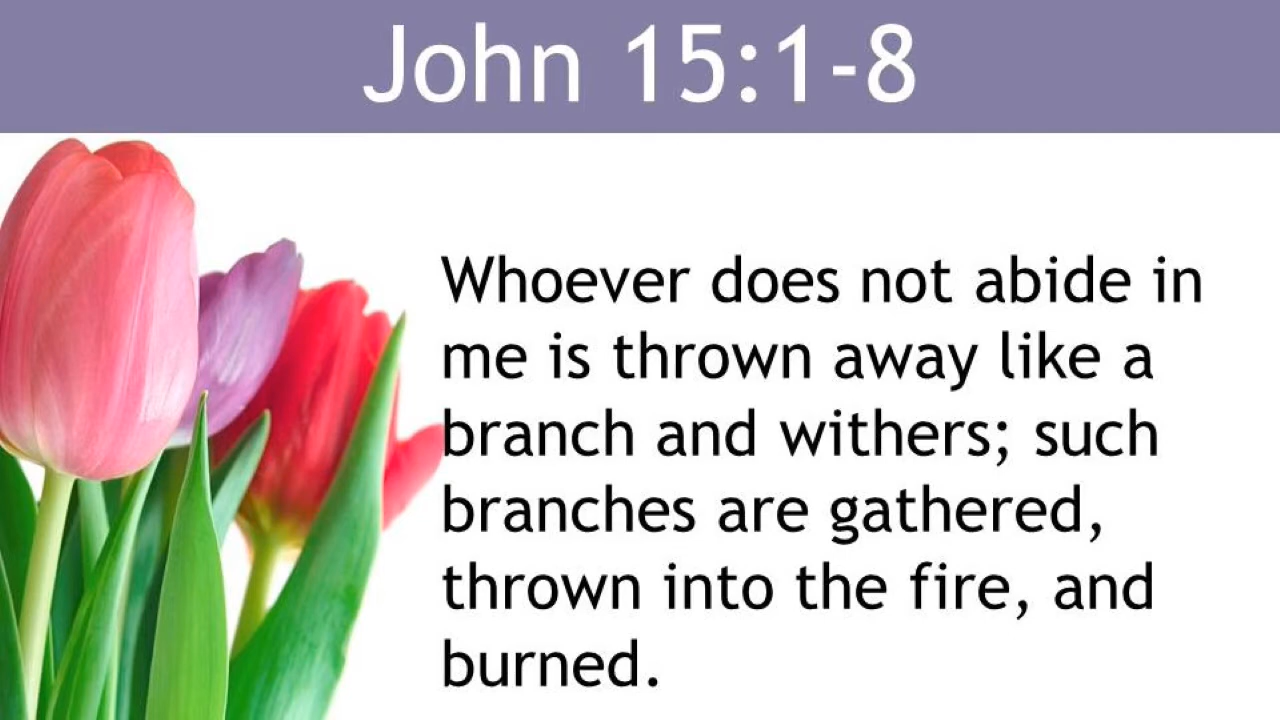 John 15:1-8
Whoever does not abide in
me is thrown away like a
branch and withers; such
branches are gathered,
thrown into the fire, and
burned.